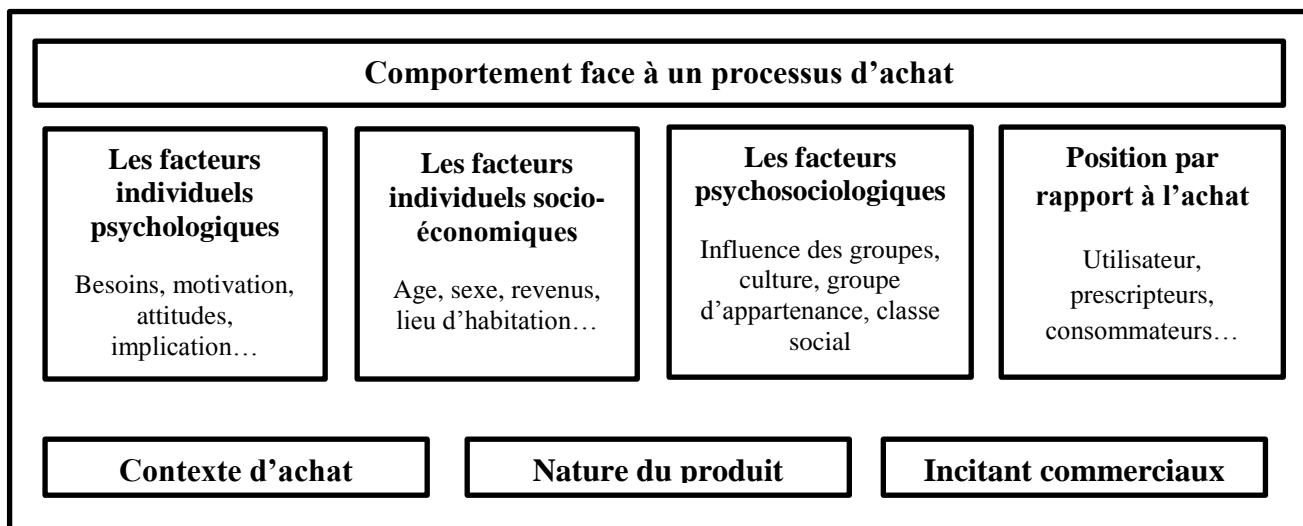 Comportement face à un processus d’achat
Les facteurs
individuels
psychologiques
Besoins, motivation,
attitudes,
implication…
Les facteurs
individuels socio-
économiques
Age, sexe, revenus,
lieu d’habitation…
Les facteurs
psychosociologiques
Influence des groupes,
culture, groupe
d’appartenance, classe
social
Position par
rapport à l’achat
Utilisateur,
prescripteurs,
consommateurs…
Contexte d’achat
Nature du produit
Incitant commerciaux